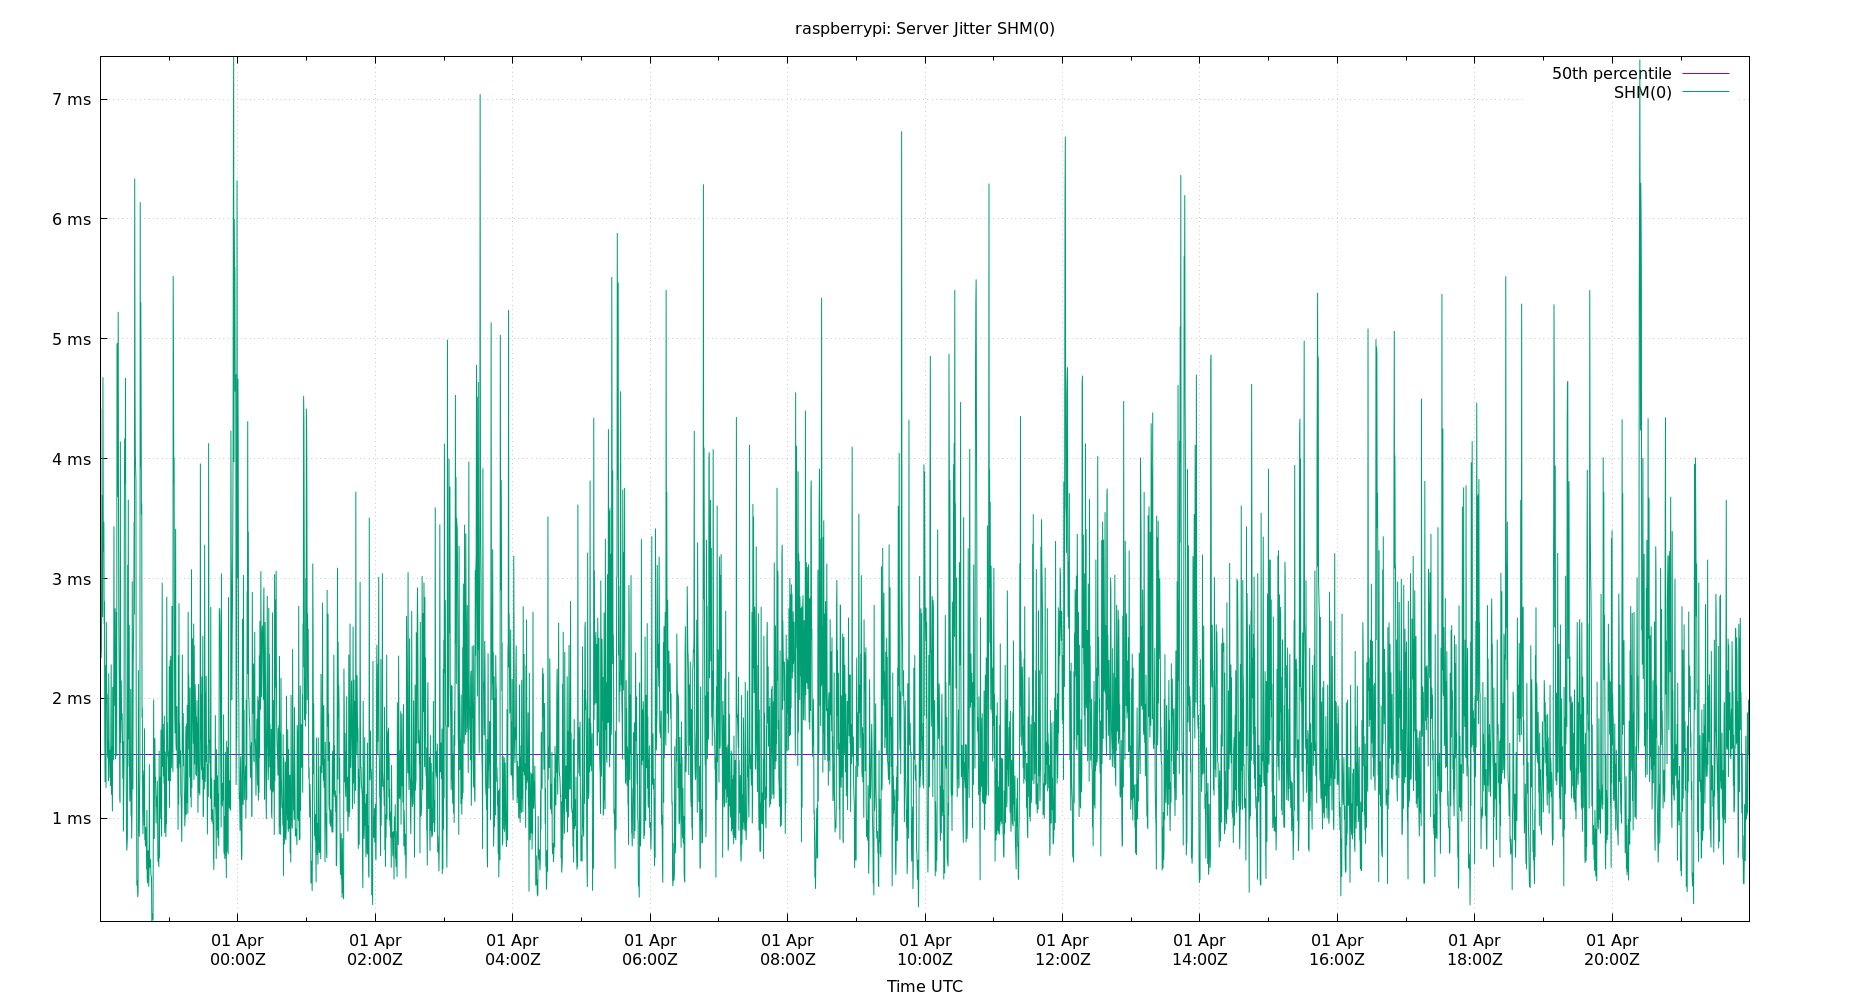 raspberrypi: Server Jitter SHM(0)
50th percentile
SHM(0)
7 ms
6 ms
5 ms
4 ms
3 ms
2 ms
1 ms
01 Apr 01 Apr 01 Apr 01 Apr 01 Apr 01 Apr 01 Apr 01 Apr 01 Apr 01 Apr 01 Apr
00:00Z 02:00Z 04:00Z 06:00Z 08:00Z 10:00Z 12:00Z 14:00Z 16:00Z 18:00Z 20:00Z
Time UTC